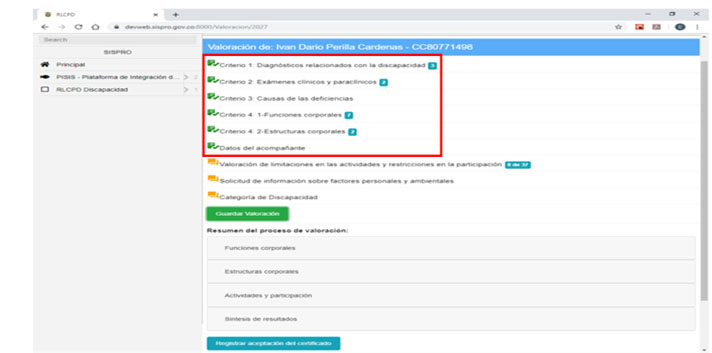 RLCPD
devweb.sispro.gov.co:8000/Valoracion/2027
Search
SISPRO
Principal
PISIS - Plataforma de Integración d...
RLCPD Discapacidad
Valoración de: Ivan Dario Perilla Cardenas - CC80771498
Criterio 1: Diagnósticos relacionados con la discapacidad 3
Criterio 2: Exámenes clínicos y paraclínicos 2
Criterio 3: Causas de las deficiencias
Criterio 4: 1-Funciones corporales 2
Criterio 4: 2-Estructuras corporales 2
Datos del acompañante
Valoración de limitaciones en las actividades y restricciones en la participación 0 de 37
Solicitud de información sobre factores personales y ambientales
Categoría de Discapacidad
Guardar Valoración
Resumen del proceso de valoración:
Funciones corporales
Estructuras corporales
Actividades y participación
Síntesis de resultados
Registrar aceptación del certificado